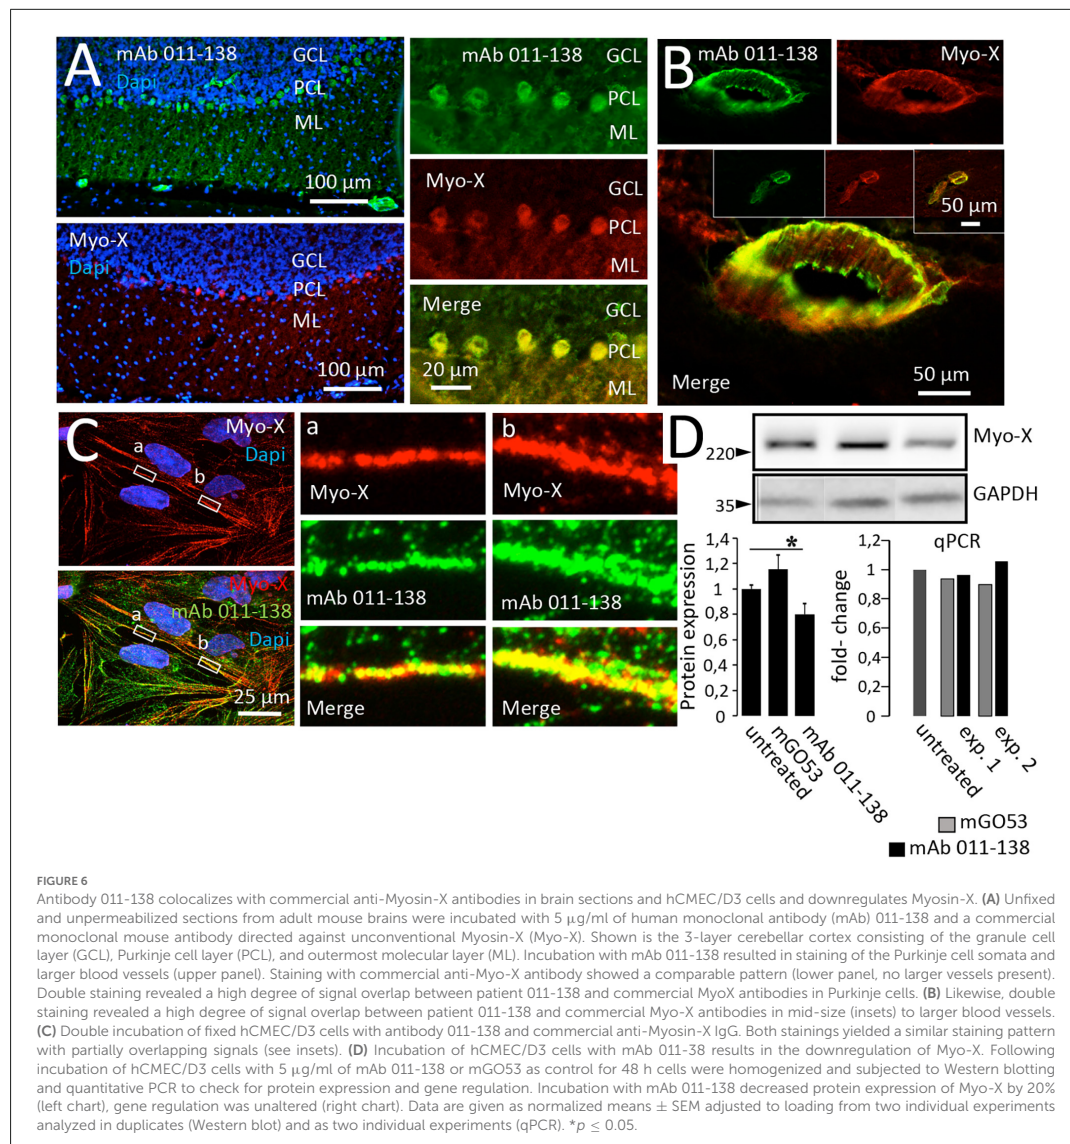 A
mAb 011-138
Dapi
GCL
PCL
ML
100 µm
Myo-X
Dapi
GCL
PCL
ML
100 µm
mAb 011-138
GCL
PCL
ML
Myo-X
GCL
PCL
ML
Merge
GCL
PCL
ML
20 µm
B
mAb 011-138
Myo-X
50 µm
Merge
50 µm
C
Myo-X
Dapi
a
b
Myo-X
mAb 011-138
Dapi
a
b
25 µm
a
Myo-X
mAb 011-138
Merge
b
Myo-X
mAb 011-138
Merge
D
220
Myo-X
35
GAPDH
Protein expression
1,4
1,2
1
0,8
0,6
0,4
0,2
0
*
untreated
mGO53
mAb 011-138
qPCR
fold- change
1,2
1
0,8
0,6
0,4
0,2
0
untreated
exp. 1
exp. 2
mGO53
mAb 011-138
FIGURE 6
Antibody 011-138 colocalizes with commercial anti-Myosin-X antibodies in brain sections and hCMEC/D3 cells and downregulates Myosin-X. (A) Unfixed
and unpermeabilized sections from adult mouse brains were incubated with 5 µg/ml of human monoclonal antibody (mAb) 011-138 and a commercial
monoclonal mouse antibody directed against unconventional Myosin-X (Myo-X). Shown is the 3-layer cerebellar cortex consisting of the granule cell
layer (GCL), Purkinje cell layer (PCL), and outermost molecular layer (ML). Incubation with mAb 011-138 resulted in staining of the Purkinje cell somata and
larger blood vessels (upper panel). Staining with commercial anti-Myo-X antibody showed a comparable pattern (lower panel, no larger vessels present).
Double staining revealed a high degree of signal overlap between patient 011-138 and commercial MyoX antibodies in Purkinje cells. (B) Likewise, double
staining revealed a high degree of signal overlap between patient 011-138 and commercial Myo-X antibodies in mid-size (insets) to larger blood vessels.
(C) Double incubation of fixed hCMEC/D3 cells with antibody 011-138 and commercial anti-Myosin-X IgG. Both stainings yielded a similar staining pattern
with partially overlapping signals (see insets). (D) Incubation of hCMEC/D3 cells with mAb 011-38 results in the downregulation of Myo-X. Following
incubation of hCMEC/D3 cells with 5 µg/ml of mAb 011-138 or mGO53 as control for 48 h cells were homogenized and subjected to Western blotting
and quantitative PCR to check for protein expression and gene regulation. Incubation with mAb 011-138 decreased protein expression of Myo-X by 20%
(left chart), gene regulation was unaltered (right chart). Data are given as normalized means ± SEM adjusted to loading from two individual experiments
analyzed in duplicates (Western blot) and as two individual experiments (qPCR). *p ≤ 0.05.